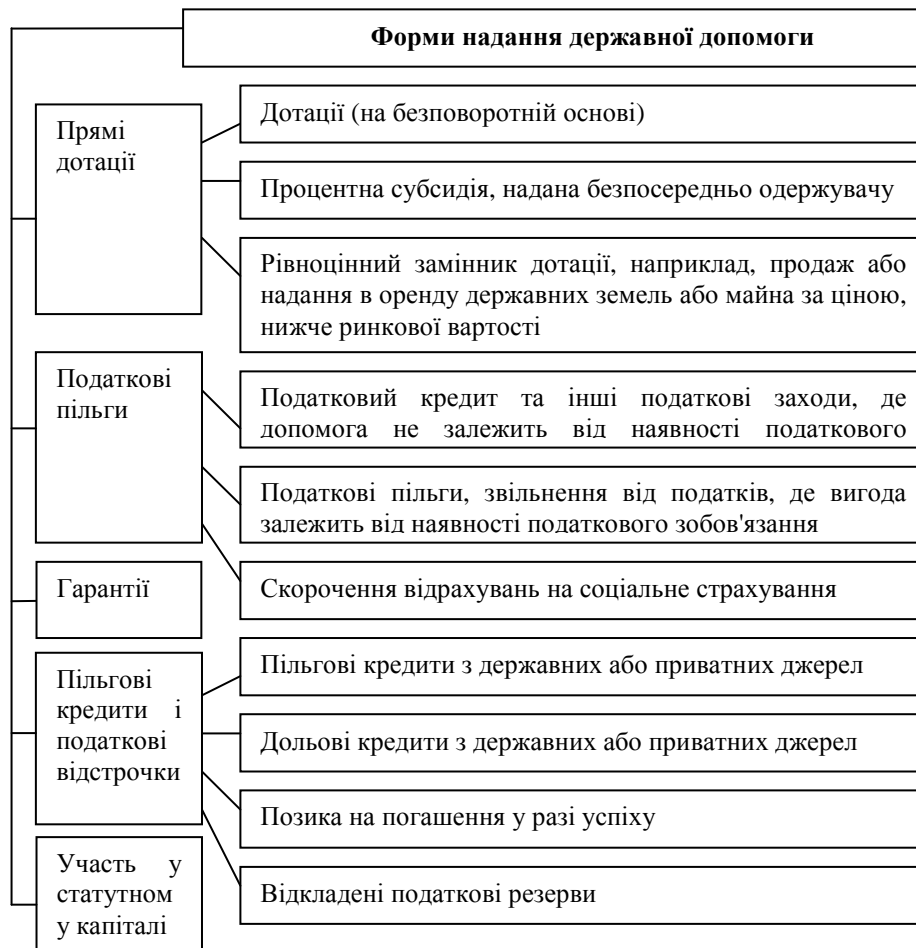 Форми надання державної допомоги
Прямі
дотації
Дотації (на безповоротній основі)
Процентна субсидія, надана безпосередньо одержувачу
Рівноцінний замінник дотації, наприклад, продаж або
надання в оренду державних земель або майна за ціною,
нижче ринкової вартості
Податкові
пільги
Податковий кредит та інші податкові заходи, де
допомога не залежить від наявності податкового
Податкові пільги, звільнення від податків, де вигода
залежить від наявності податкового зобов'язання
Скорочення відрахувань на соціальне страхування
Гарантії
Пільгові
кредити і
податкові
відстрочки
Пільгові кредити з державних або приватних джерел
Дольові кредити з державних або приватних джерел
Позика на погашення у разі успіху
Відкладені податкові резерви
Участь у
статутном
у капіталі